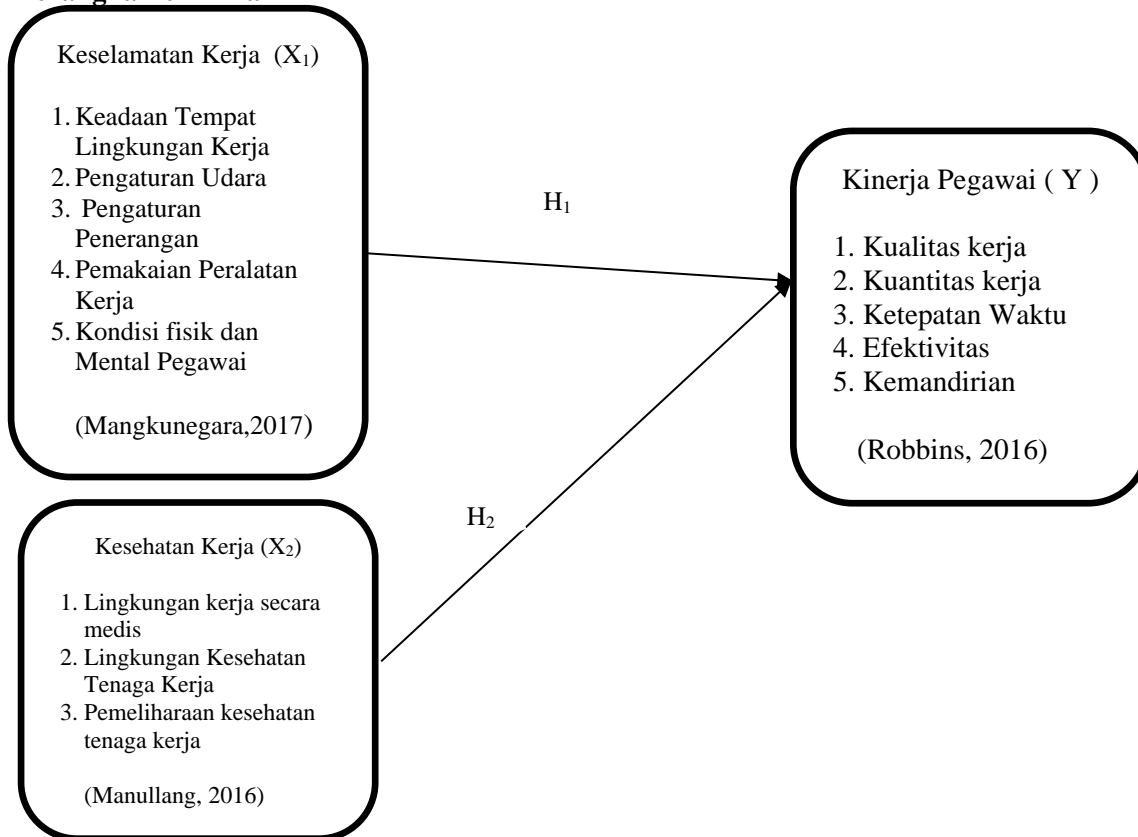 Keselamatan Kerja (X₁)
1. Keadaan Tempat
Lingkungan Kerja
2. Pengaturan Udara
3. Pengaturan
Penerangan
4. Pemakaian Peralatan
Kerja
5. Kondisi fisik dan
Mental Pegawai
(Mangkunegara,2017)
H₁
Kinerja Pegawai ( Y )
1. Kualitas kerja
2. Kuantitas kerja
3. Ketepatan Waktu
4. Efektivitas
5. Kemandirian
(Robbins, 2016)
H₂
Kesehatan Kerja (X₂)
1. Lingkungan kerja secara
medis
2. Lingkungan Kesehatan
Tenaga Kerja
3. Pemeliharaan kesehatan
tenaga kerja
(Manullang, 2016)